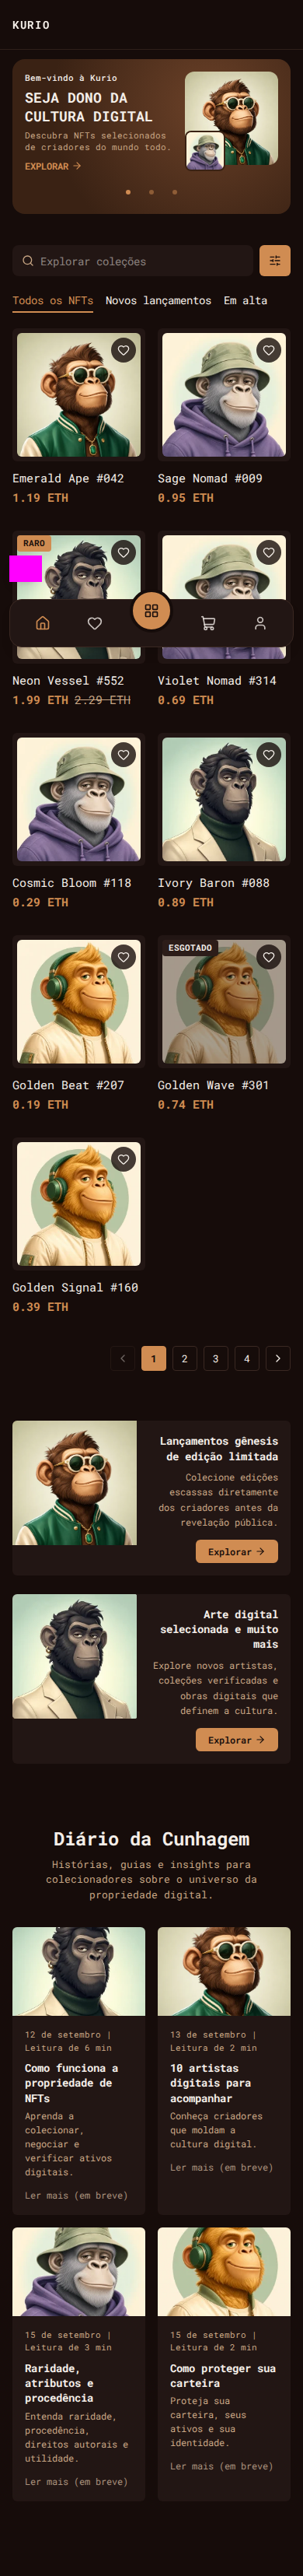 KURIO
Bem-vindo à Kurio
SEJA DONO DA
CULTURA DIGITAL
Descubra NFTs selecionados
de criadores do mundo todo.
EXPLORAR →
Explorar coleções
Todos os NFTs Novos lançamentos Em alta
Emerald Ape #042
1.19 ETH
Sage Nomad #009
0.95 ETH
RARO
Neon Vessel #552
1.99 ETH 2.29 ETH
Violet Nomad #314
0.69 ETH
Cosmic Bloom #118
0.29 ETH
Ivory Baron #088
0.89 ETH
Golden Beat #207
0.19 ETH
ESGOTADO
Golden Wave #301
0.74 ETH
Golden Signal #160
0.39 ETH
1 2 3 4
Lançamentos gênesis
de edição limitada
Colecione edições
escassas diretamente
dos criadores antes da
revelação pública.
Explorar →
Arte digital
selecionada e muito
mais
Explore novos artistas,
coleções verificadas e
obras digitais que
definem a cultura.
Explorar →
Diário da Cunhagem
Histórias, guias e insights para
colecionadores sobre o universo da
propriedade digital.
12 de setembro |
Leitura de 6 min
Como funciona a
propriedade de
NFTs
Aprenda a
colecionar,
negociar e
verificar ativos
digitais.
Ler mais (em breve)
13 de setembro |
Leitura de 2 min
10 artistas
digitais para
acompanhar
Conheça criadores
que moldam a
cultura digital.
Ler mais (em breve)
15 de setembro |
Leitura de 3 min
Raridade,
atributos e
procedência
Entenda raridade,
procedência,
direitos autorais e
utilidade.
Ler mais (em breve)
15 de setembro |
Leitura de 2 min
Como proteger sua
carteira
Proteja sua
carteira, seus
ativos e sua
identidade.
Ler mais (em breve)